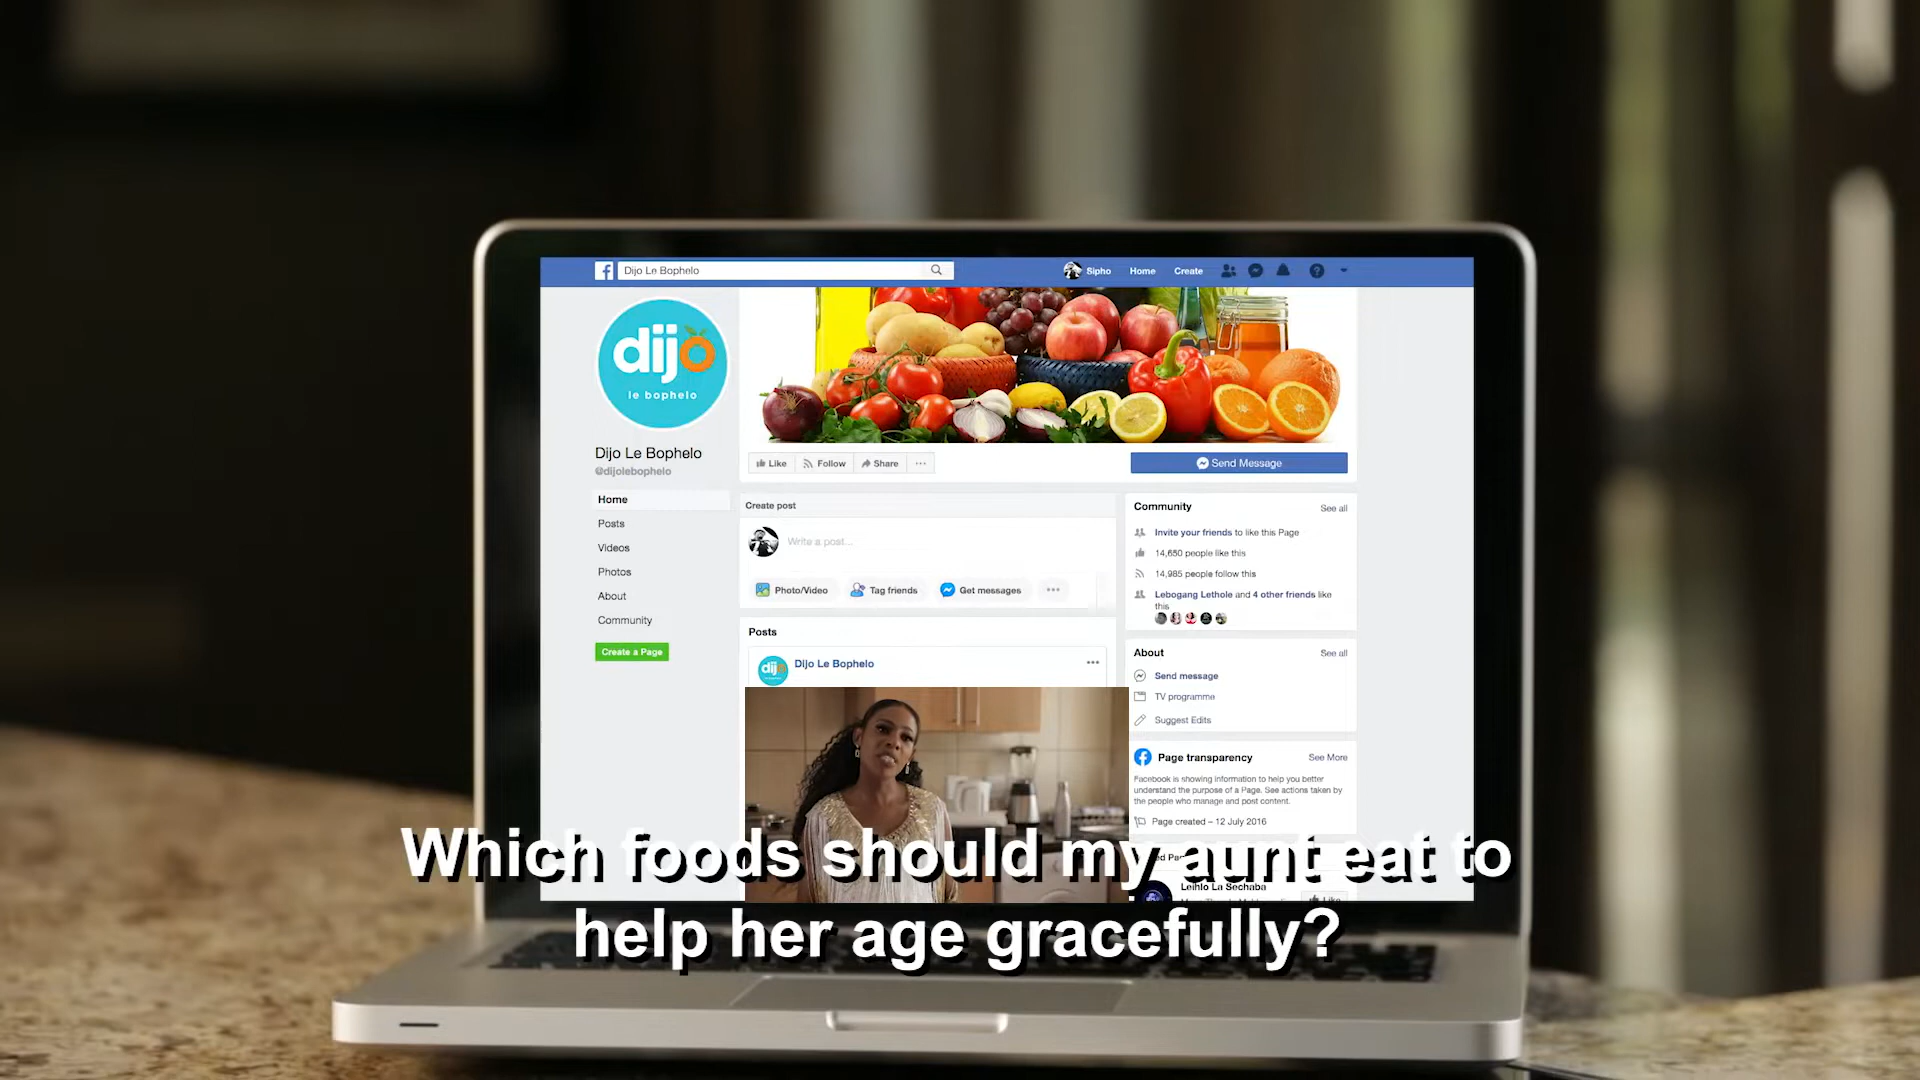 Dijo Le Bophelo
Sipho
Home
Create
dijo
le bophelo
Dijo Le Bophelo
@dijolebophelo
Home
Posts
Videos
Photos
About
Community
Create a Page
Like
Follow
Share
Send Message
Create post
Write a post...
Photo/Video
Tag friends
Get messages
Posts
Dijo Le Bophelo
Community
See all
Invite your friends to like this Page
14,650 people like this
14,985 people follow this
Lebogang Lethole and 4 other friends like
this
About
See all
Send message
TV programme
Suggest Edits
Page transparency
See More
Facebook is showing information to help you better
understand the purpose of a Page. See actions taken by
the people who manage and post content.
Page created – 12 July 2016
Leihlo La Sechaba
Like
Which foods should my aunt eat to
help her age gracefully?